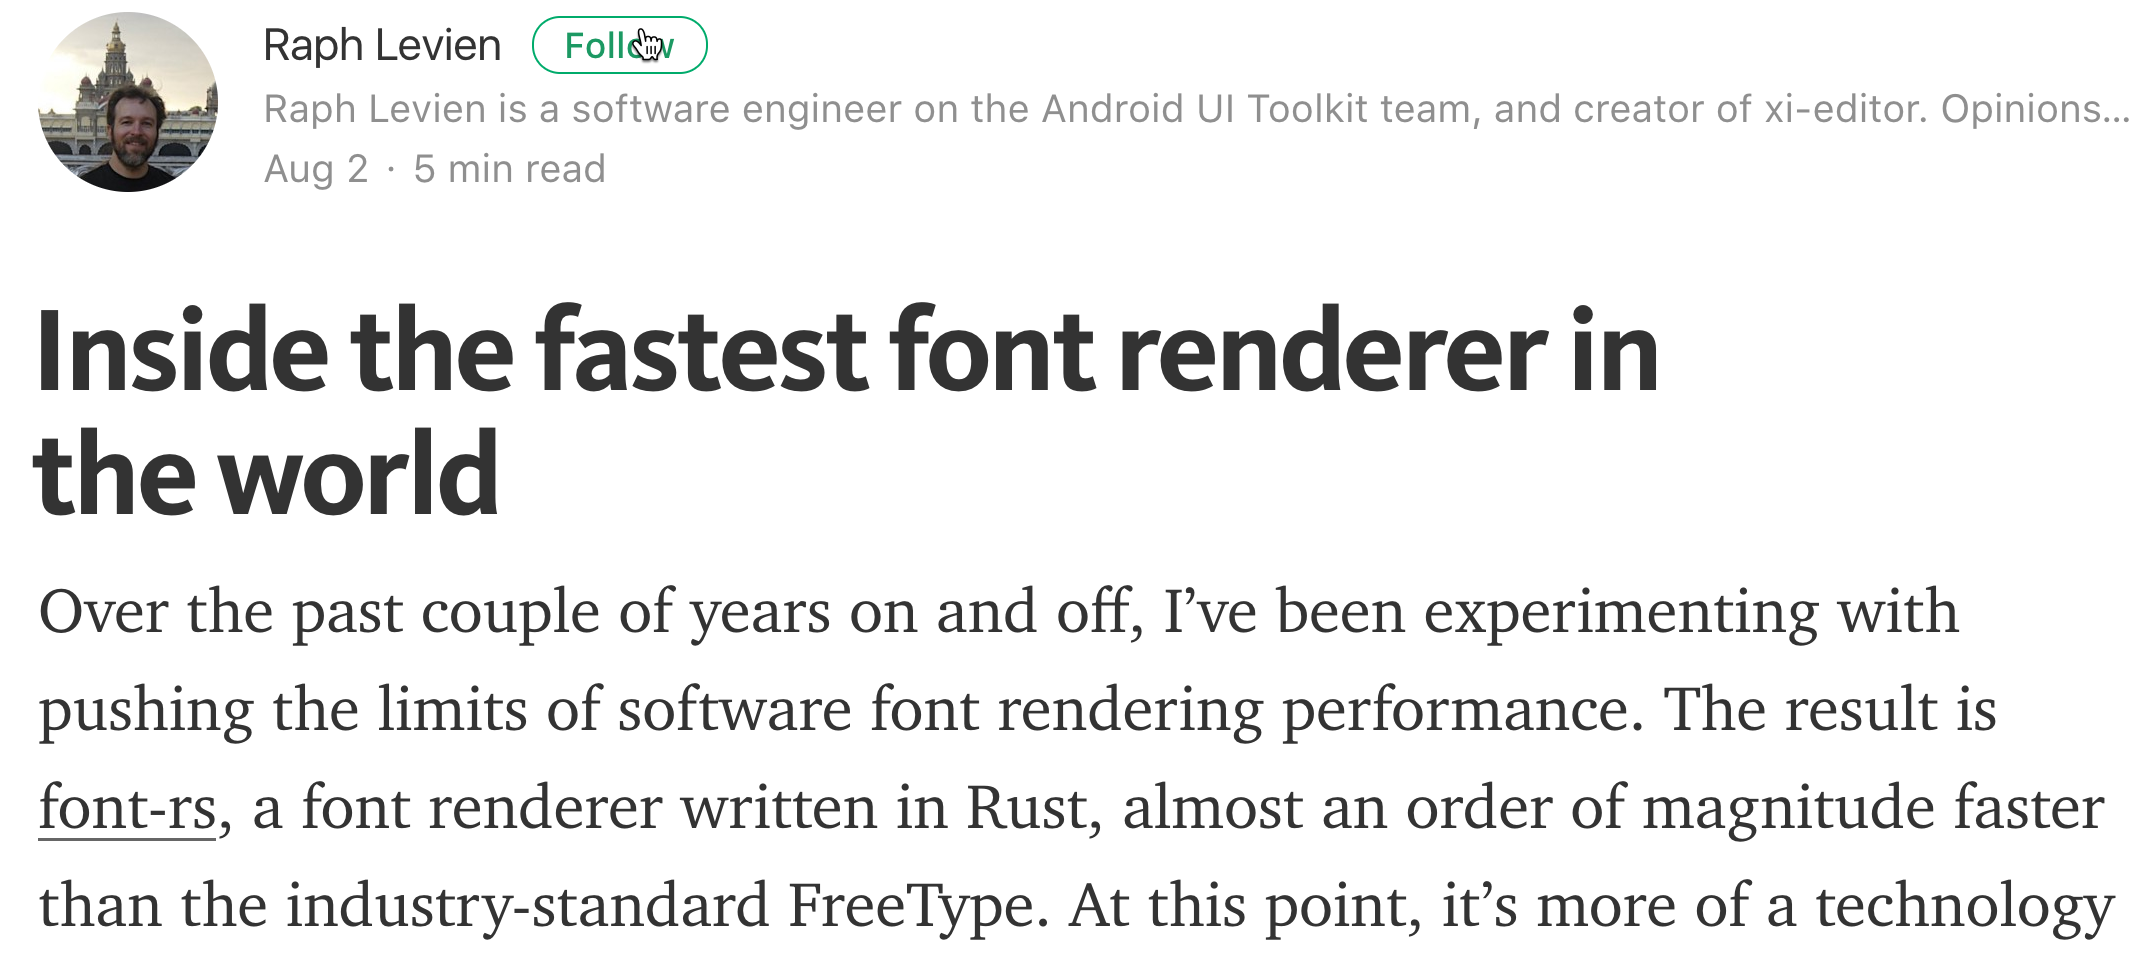 Raph Levien Follow
Raph Levien is a software engineer on the Android UI Toolkit team, and creator of xi-editor. Opinions...
Aug 2 · 5 min read
Inside the fastest font renderer in
the world
Over the past couple of years on and off, I’ve been experimenting with
pushing the limits of software font rendering performance. The result is
font-rs, a font renderer written in Rust, almost an order of magnitude faster
than the industry-standard FreeType. At this point, it’s more of a technology